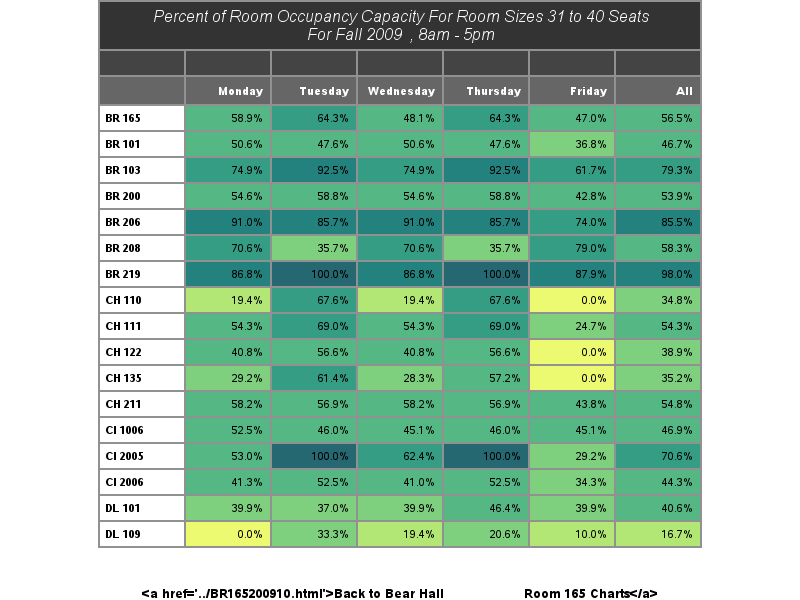 Percent of Room Occupancy Capacity For Room Sizes 31 to 40 Seats
For Fall 2009 , 8am - 5pm
Monday Tuesday Wednesday Thursday Friday All
BR 165 58.9% 64.3% 48.1% 64.3% 47.0% 56.5%
BR 101 50.6% 47.6% 50.6% 47.6% 36.8% 46.7%
BR 103 74.9% 92.5% 74.9% 92.5% 61.7% 79.3%
BR 200 54.6% 58.8% 54.6% 58.8% 42.8% 53.9%
BR 206 91.0% 85.7% 91.0% 85.7% 74.0% 85.5%
BR 208 70.6% 35.7% 70.6% 35.7% 79.0% 58.3%
BR 219 86.8% 100.0% 86.8% 100.0% 87.9% 98.0%
CH 110 19.4% 67.6% 19.4% 67.6% 0.0% 34.8%
CH 111 54.3% 69.0% 54.3% 69.0% 24.7% 54.3%
CH 122 40.8% 56.6% 40.8% 56.6% 0.0% 38.9%
CH 135 29.2% 61.4% 28.3% 57.2% 0.0% 35.2%
CH 211 58.2% 56.9% 58.2% 56.9% 43.8% 54.8%
CI 1006 52.5% 46.0% 45.1% 46.0% 45.1% 46.9%
CI 2005 53.0% 100.0% 62.4% 100.0% 29.2% 70.6%
CI 2006 41.3% 52.5% 41.0% 52.5% 34.3% 44.3%
DL 101 39.9% 37.0% 39.9% 46.4% 39.9% 40.6%
DL 109 0.0% 33.3% 19.4% 20.6% 10.0% 16.7%
<a href='../BR165200910.html'>Back to Bear Hall Room 165 Charts</a>